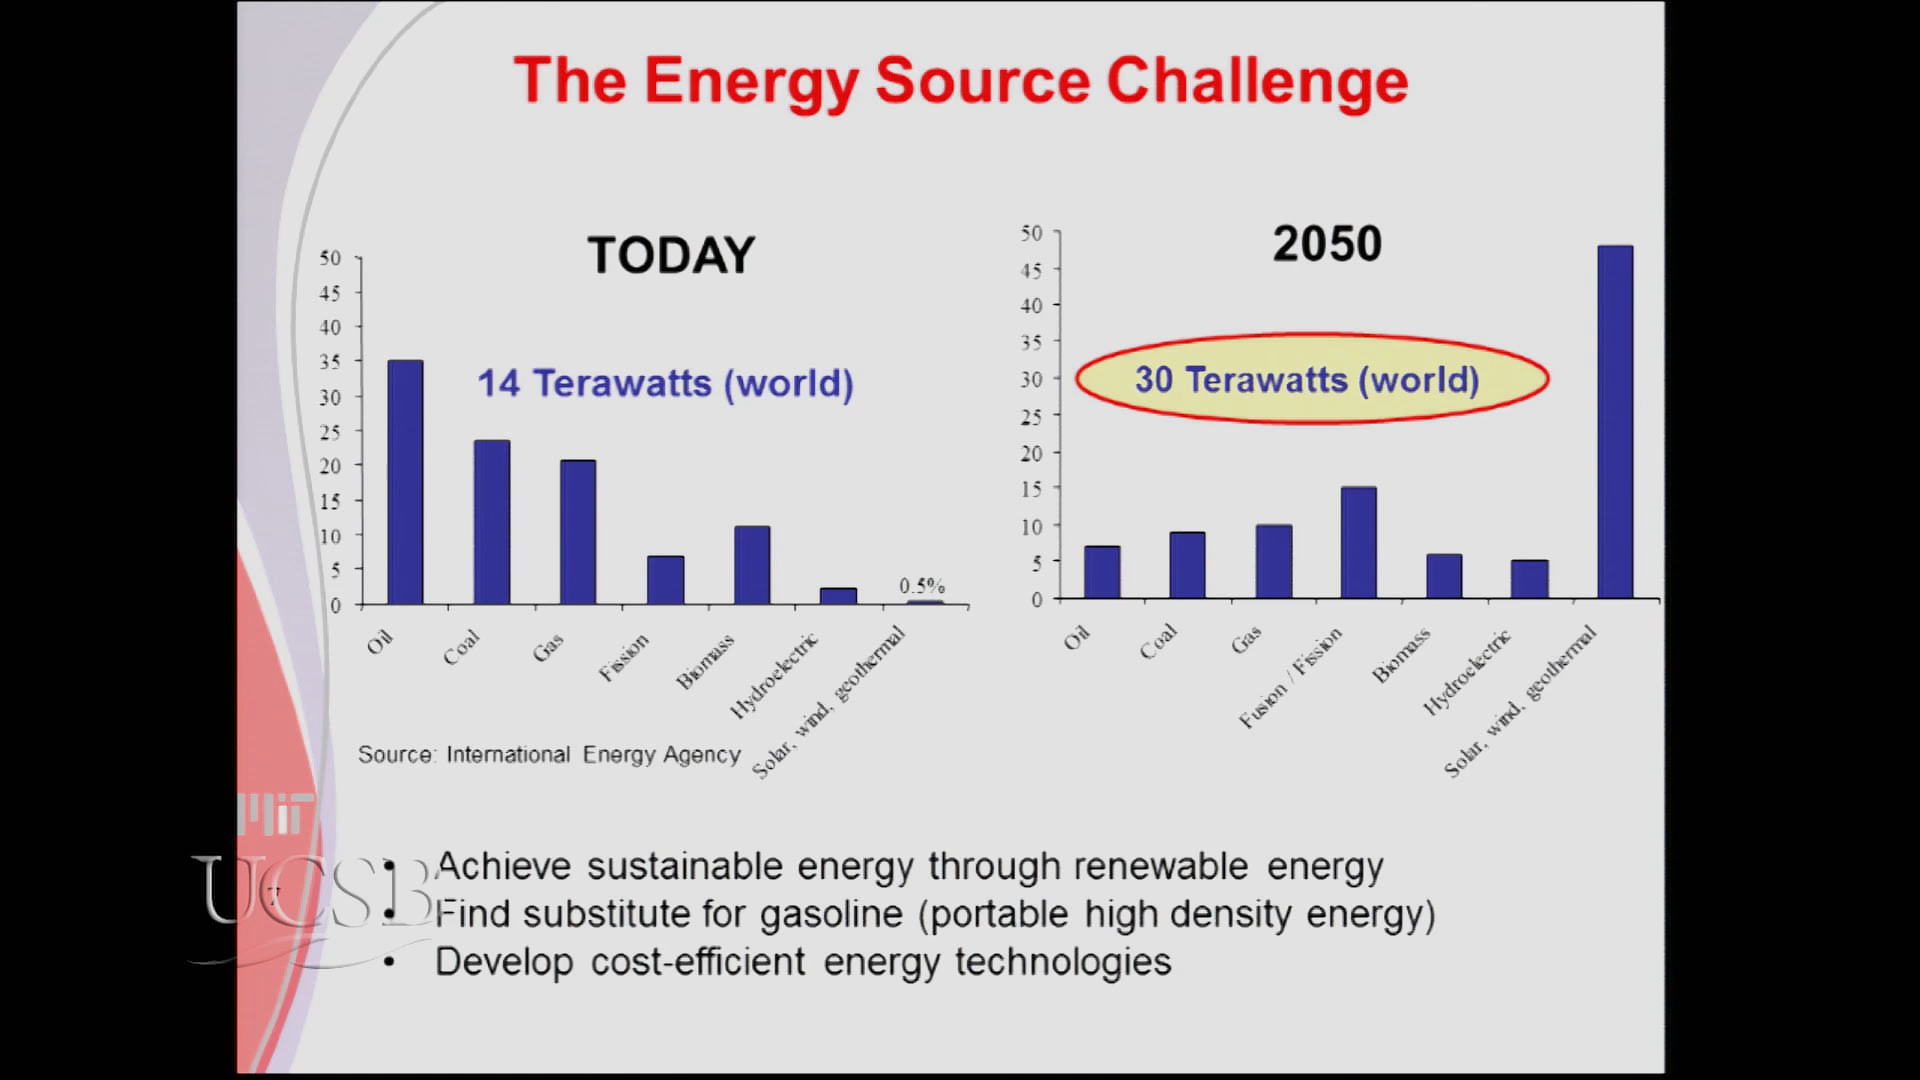 The Energy Source Challenge
TODAY
14 Terawatts (world)
50
45
40
35
30
25
20
15
10
5
0
0.5%
Oil
Coal
Gas
Fission
Biomass
Hydroelectric
Solar, wind, geothermal
Source: International Energy Agency
2050
30 Terawatts (world)
50
45
40
35
30
25
20
15
10
5
0
Oil
Coal
Gas
Fusion / Fission
Biomass
Hydroelectric
Solar, wind, geothermal
MIT
UCSB
7
• Achieve sustainable energy through renewable energy
• Find substitute for gasoline (portable high density energy)
• Develop cost-efficient energy technologies